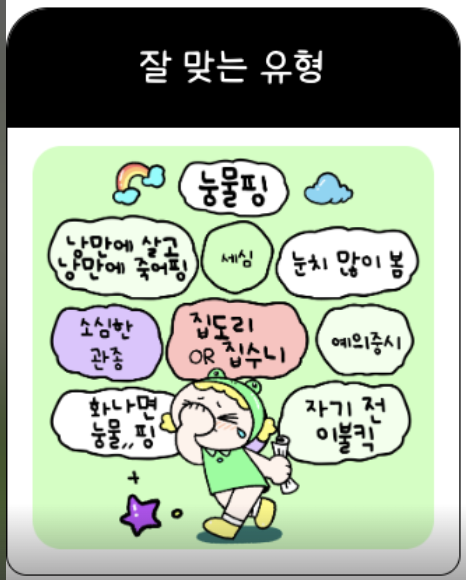 잘 맞는 유형
눙물핑
낭만에 살고
낭만에 죽어핑
세심
눈치 많이 봄
소심한
관종
집돌이
OR 집수니
예의중시
화나면
눙물,,핑
자기 전
이불킥